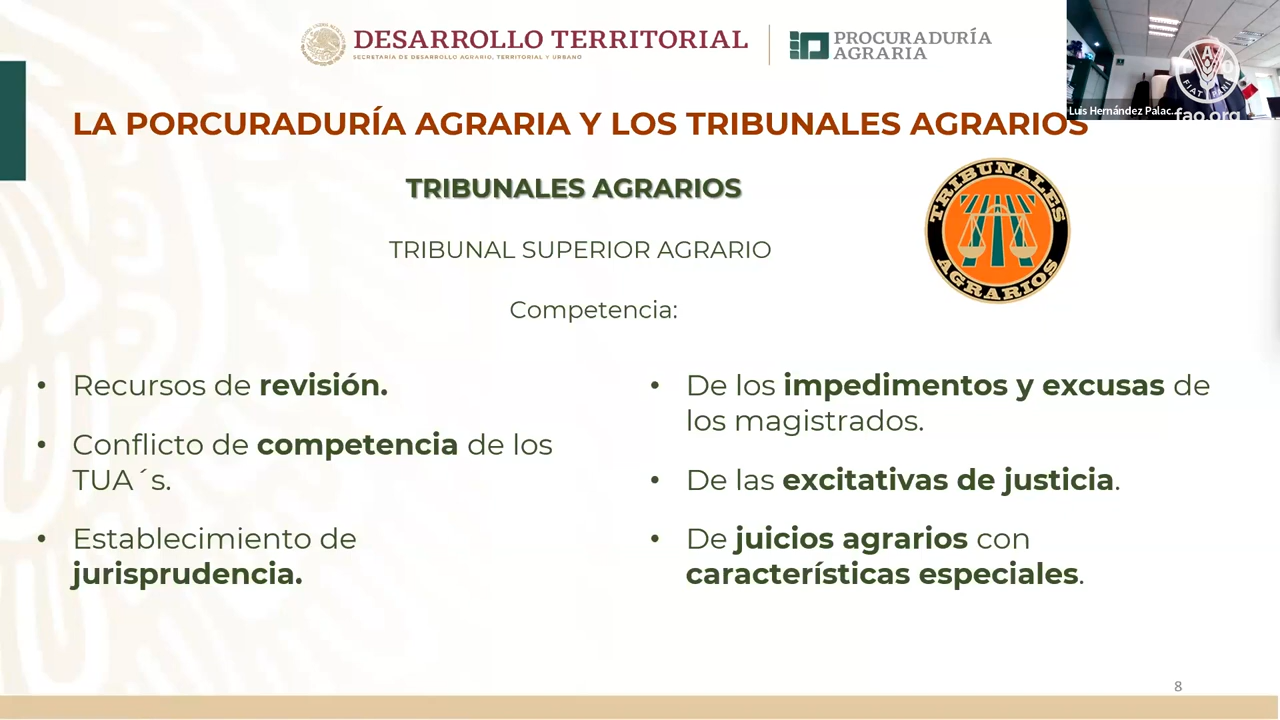 DESARROLLO TERRITORIAL
SECRETARÍA DE DESARROLLO AGRARIO, TERRITORIAL Y URBANO
PROCURADURÍA
AGRARIA
FIAT PANIS
Luis Hernández Palac...
fao.org
LA PORCURADURÍA AGRARIA Y LOS TRIBUNALES AGRARIOS
TRIBUNALES AGRARIOS
TRIBUNALES
AGRARIOS
TRIBUNAL SUPERIOR AGRARIO
Competencia:
• Recursos de revisión.
• Conflicto de competencia de los
TUA´s.
• Establecimiento de
jurisprudencia.
• De los impedimentos y excusas de
los magistrados.
• De las excitativas de justicia.
• De juicios agrarios con
características especiales.
8